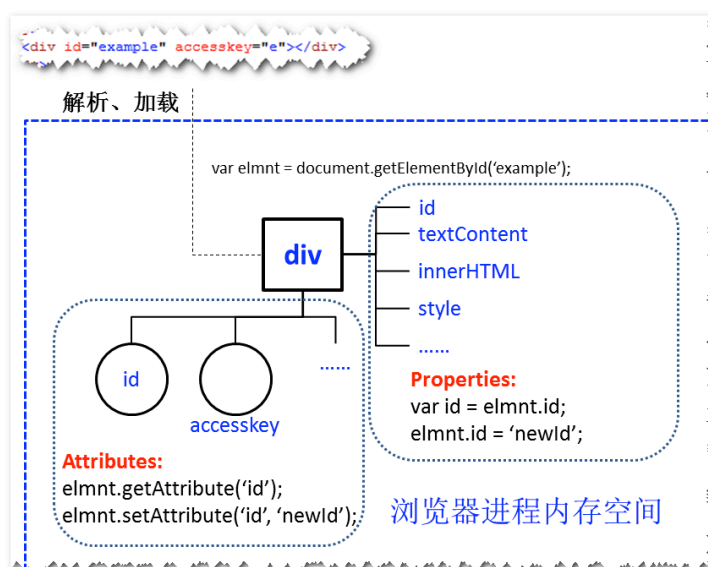 <div id="example" accesskey="e"></div>
解析、加载
var elmnt = document.getElementById(‘example’);
div
id
textContent
innerHTML
style
……
Properties:
var id = elmnt.id;
elmnt.id = ‘newId’;
id
accesskey
……
Attributes:
elmnt.getAttribute(‘id’);
elmnt.setAttribute(‘id’, ‘newId’);
浏览器进程内存空间